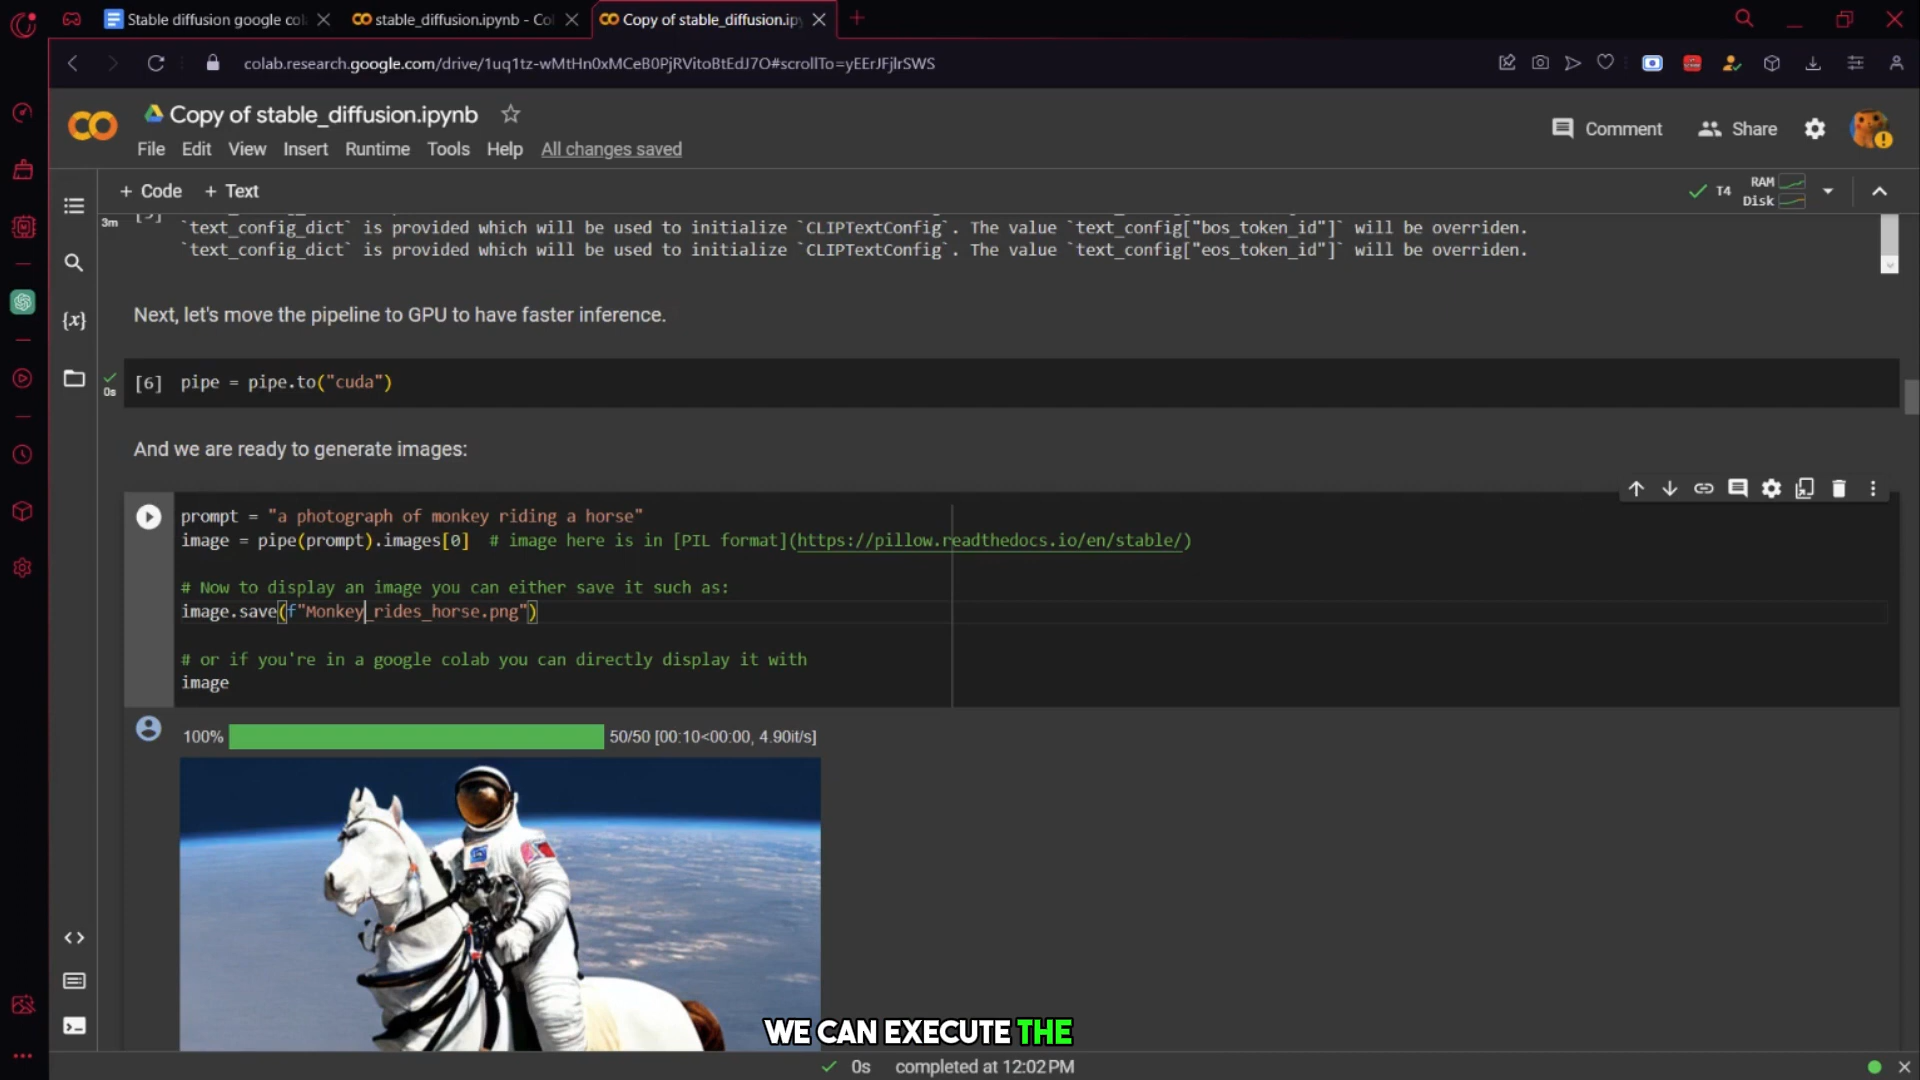 Stable diffusion google col
stable_diffusion.ipynb - Co
Copy of stable_diffusion.ip
colab.research.google.com/drive/1uq1tz-wMtHn0xMCeB0PjRVitoBtEdJ7O#scrollTo=yEErJFjlrSWS
Copy of stable_diffusion.ipynb
Comment
Share
File Edit View Insert Runtime Tools Help All changes saved
+ Code + Text
T4 RAM Disk
3m
`text_config_dict` is provided which will be used to initialize `CLIPTextConfig`. The value `text_config["bos_token_id"]` will be overriden.
`text_config_dict` is provided which will be used to initialize `CLIPTextConfig`. The value `text_config["eos_token_id"]` will be overriden.
Next, let's move the pipeline to GPU to have faster inference.
0s
[6] pipe = pipe.to("cuda")
And we are ready to generate images:
prompt = "a photograph of monkey riding a horse"
image = pipe(prompt).images[0]  # image here is in [PIL format](https://pillow.readthedocs.io/en/stable/)
# Now to display an image you can either save it such as:
image.save(f"Monkey_rides_horse.png")
# or if you're in a google colab you can directly display it with
image
100% 50/50 [00:10<00:00, 4.90it/s]
WE CAN EXECUTE THE
0s completed at 12:02 PM